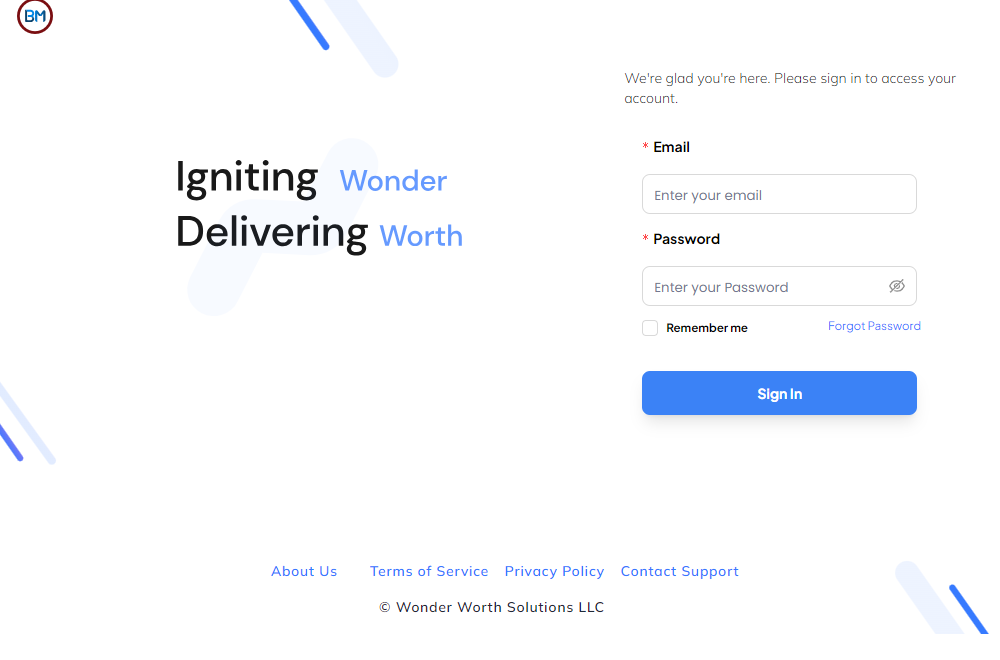 BM
We're glad you're here. Please sign in to access your
account.
Igniting Wonder
Delivering Worth
* Email
Enter your email
* Password
Enter your Password
Remember me
Forgot Password
Sign In
About Us
Terms of Service
Privacy Policy
Contact Support
© Wonder Worth Solutions LLC